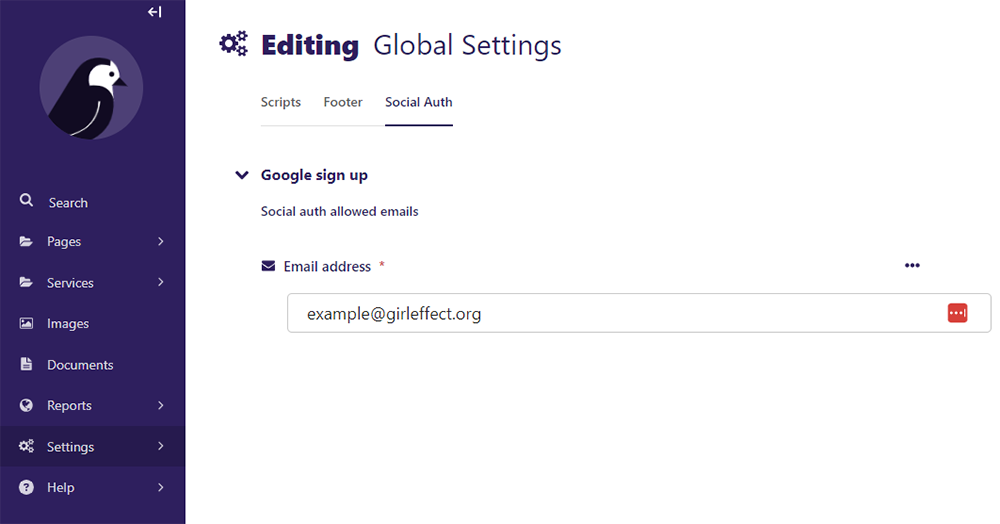 Editing Global Settings
Scripts Footer Social Auth
Google sign up
Social auth allowed emails
Email address *
example@girleffect.org
Search
Pages
Services
Images
Documents
Reports
Settings
Help